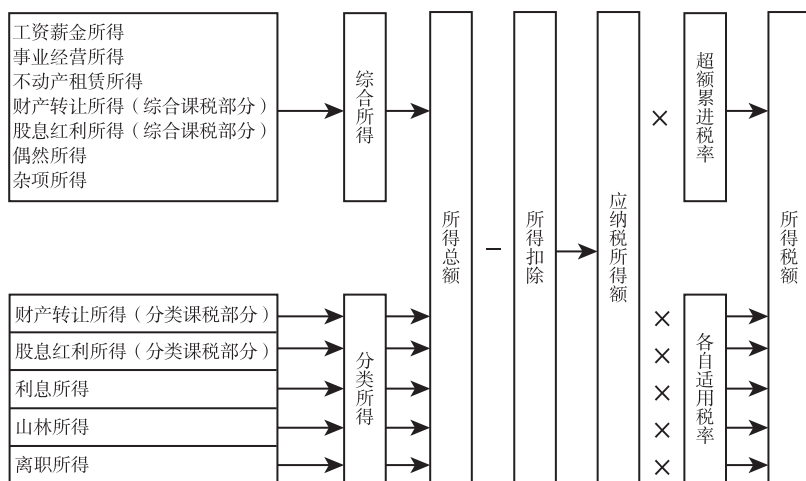 工资薪金所得
事业经营所得
不动产租赁所得
财产转让所得（综合课税部分）
股息红利所得（综合课税部分）
偶然所得
杂项所得
综合所得
所得总额
−
所得扣除
应纳税所得额
×
超额累进税率
所得税额
财产转让所得（分类课税部分）
股息红利所得（分类课税部分）
利息所得
山林所得
离职所得
分类所得
×
×
×
×
×
各自适用税率